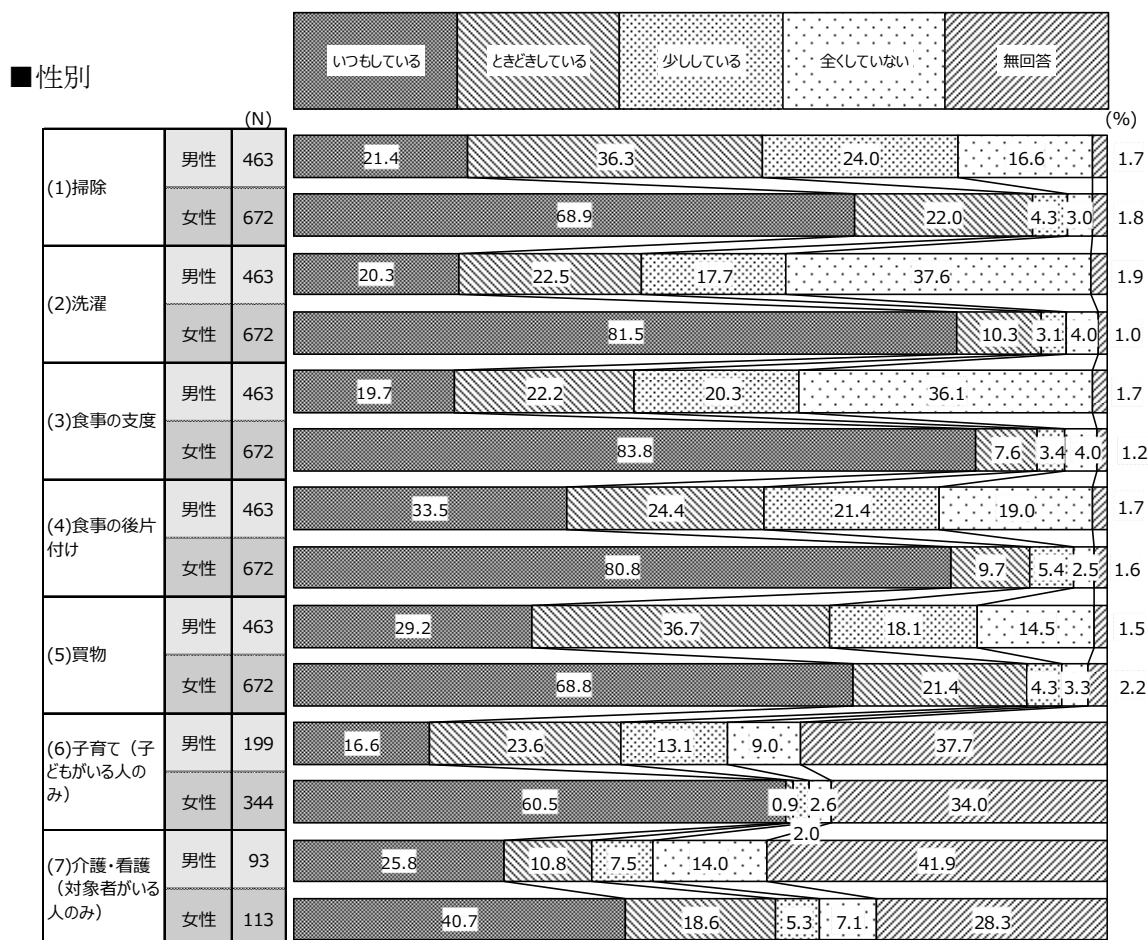 いつもしている ときどきしている 少ししている 全くしていない 無回答
■性別
(N) (%)
(1)掃除
男性 463 21.4 36.3 24.0 16.6 1.7
女性 672 68.9 22.0 4.3 3.0 1.8
(2)洗濯
男性 463 20.3 22.5 17.7 37.6 1.9
女性 672 81.5 10.3 3.1 4.0 1.0
(3)食事の支度
男性 463 19.7 22.2 20.3 36.1 1.7
女性 672 83.8 7.6 3.4 4.0 1.2
(4)食事の後片
付け
男性 463 33.5 24.4 21.4 19.0 1.7
女性 672 80.8 9.7 5.4 2.5 1.6
(5)買物
男性 463 29.2 36.7 18.1 14.5 1.5
女性 672 68.8 21.4 4.3 3.3 2.2
(6)子育て（子
どもがいる人の
み）
男性 199 16.6 23.6 13.1 9.0 37.7
女性 344 60.5 0.9 2.0 2.6 34.0
(7)介護・看護
（対象者がいる
人のみ）
男性 93 25.8 10.8 7.5 14.0 41.9
女性 113 40.7 18.6 5.3 7.1 28.3